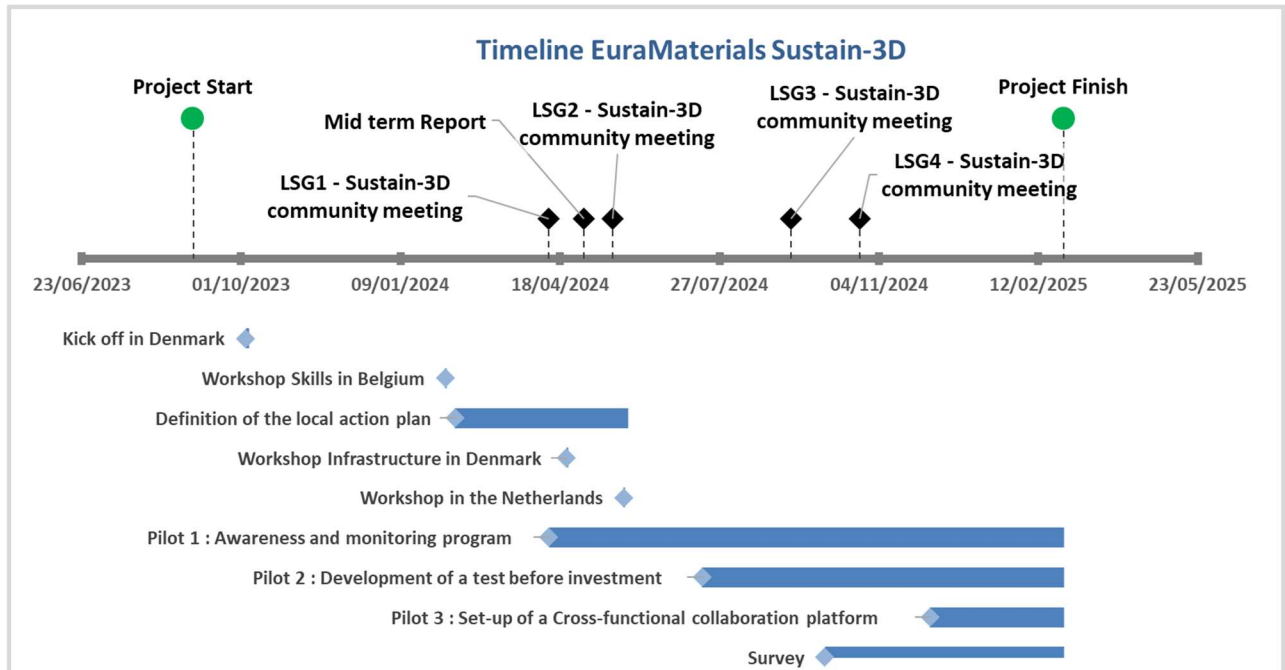 Timeline EuraMaterials Sustain-3D
Project Start
Mid term Report
LSG1 - Sustain-3D
community meeting
LSG2 - Sustain-3D
community meeting
LSG3 - Sustain-3D
community meeting
LSG4 - Sustain-3D
community meeting
Project Finish
23/06/2023
01/10/2023
09/01/2024
18/04/2024
27/07/2024
04/11/2024
12/02/2025
23/05/2025
Kick off in Denmark
Workshop Skills in Belgium
Definition of the local action plan
Workshop Infrastructure in Denmark
Workshop in the Netherlands
Pilot 1 : Awareness and monitoring program
Pilot 2 : Development of a test before investment
Pilot 3 : Set-up of a Cross-functional collaboration platform
Survey